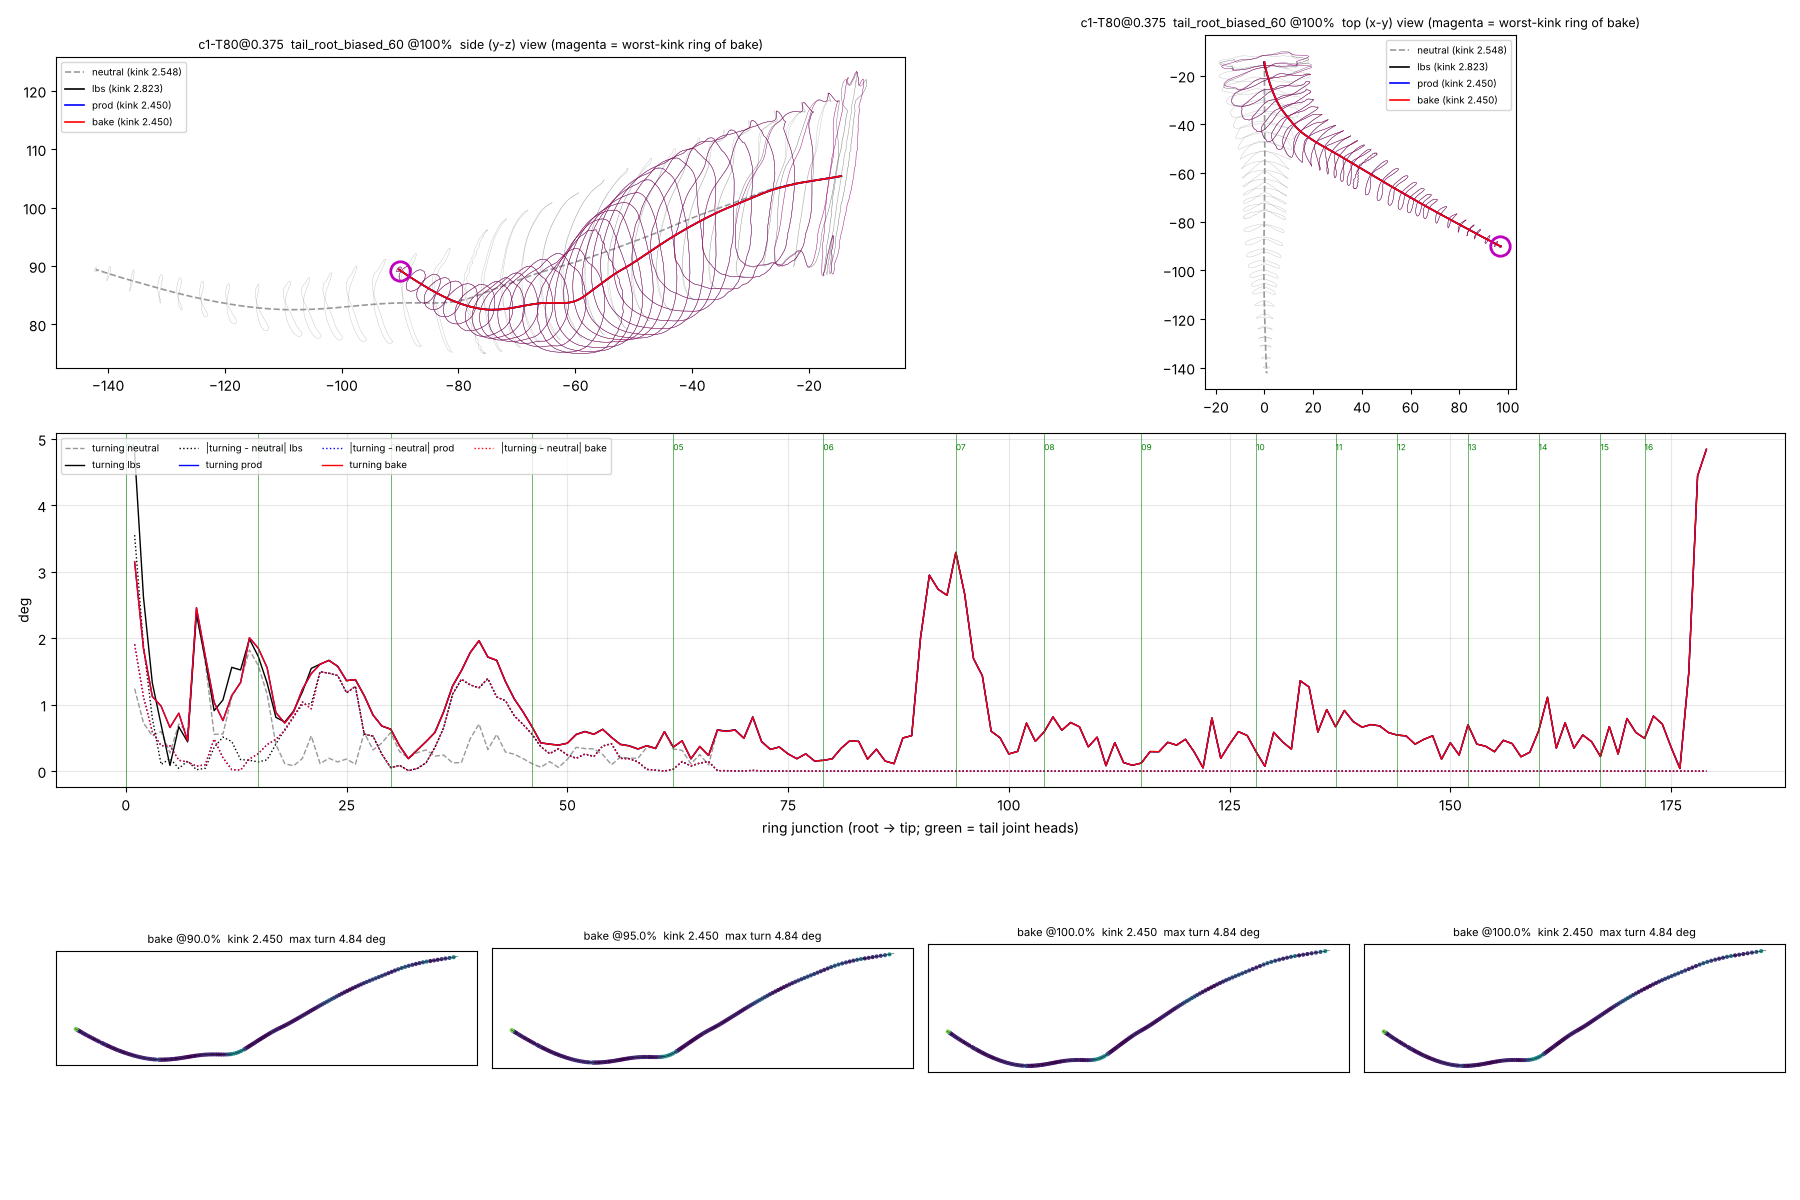 c1-T80@0.375  tail_root_biased_60 @100%  top (x-y) view (magenta = worst-kink ring of bake)
c1-T80@0.375  tail_root_biased_60 @100%  side (y-z) view (magenta = worst-kink ring of bake)
neutral (kink 2.548)
lbs (kink 2.823)
prod (kink 2.450)
bake (kink 2.450)
120
110
100
90
80
−140
−120
−100
−80
−60
−40
−20
neutral (kink 2.548)
lbs (kink 2.823)
prod (kink 2.450)
bake (kink 2.450)
−20
−40
−60
−80
−100
−120
−140
−20
0
20
40
60
80
100
turning neutral
turning lbs
|turning - neutral| lbs
turning prod
|turning - neutral| prod
turning bake
|turning - neutral| bake
05
06
07
08
09
10
11
12
13
14
15
16
5
4
3
2
1
0
deg
0
25
50
75
100
125
150
175
ring junction (root → tip; green = tail joint heads)
bake @90.0%  kink 2.450  max turn 4.84 deg
bake @95.0%  kink 2.450  max turn 4.84 deg
bake @100.0%  kink 2.450  max turn 4.84 deg
bake @100.0%  kink 2.450  max turn 4.84 deg